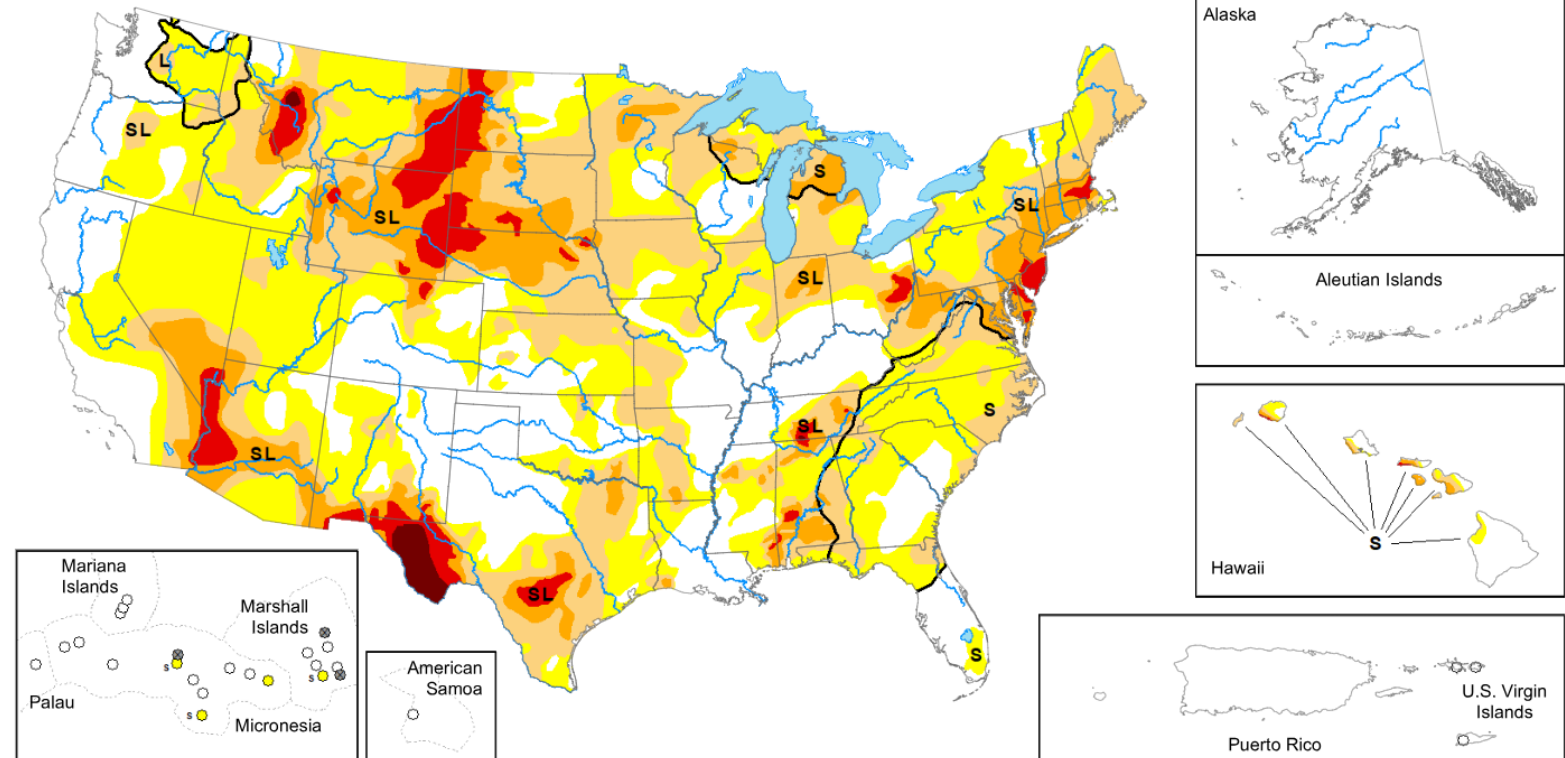 Alaska
Aleutian Islands
L
SL
SL
S
SL
SL
SL
S
SL
SL
S
S
Hawaii
Mariana
Islands
Marshall
Islands
s
s
s
Palau
Micronesia
American
Samoa
U.S. Virgin
Islands
Puerto Rico